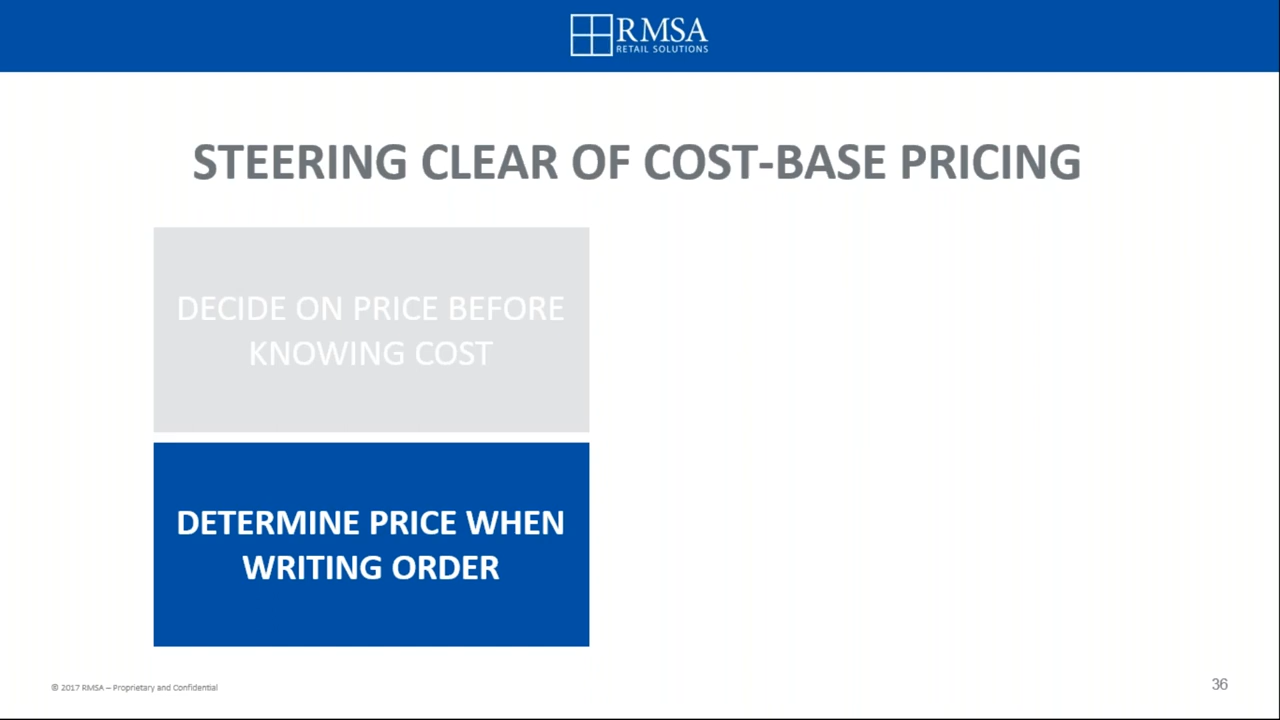 RMSA
RETAIL SOLUTIONS
STEERING CLEAR OF COST-BASE PRICING
DECIDE ON PRICE BEFORE
KNOWING COST
DETERMINE PRICE WHEN
WRITING ORDER
© 2017 RMSA – Proprietary and Confidential
36